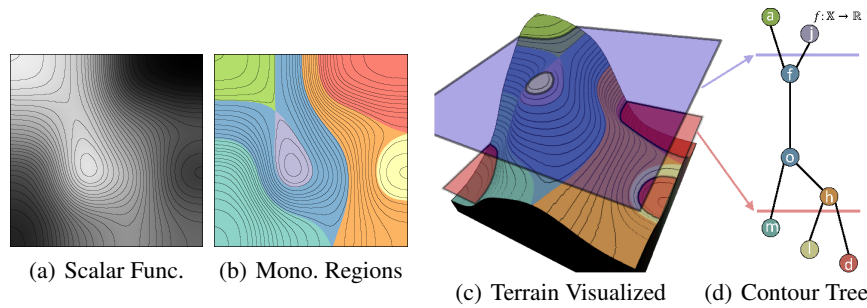 a
j
f: 𝕏 → ℝ
f
o
h
m
l
d
(a) Scalar Func.
(b) Mono. Regions
(c) Terrain Visualized
(d) Contour Tree